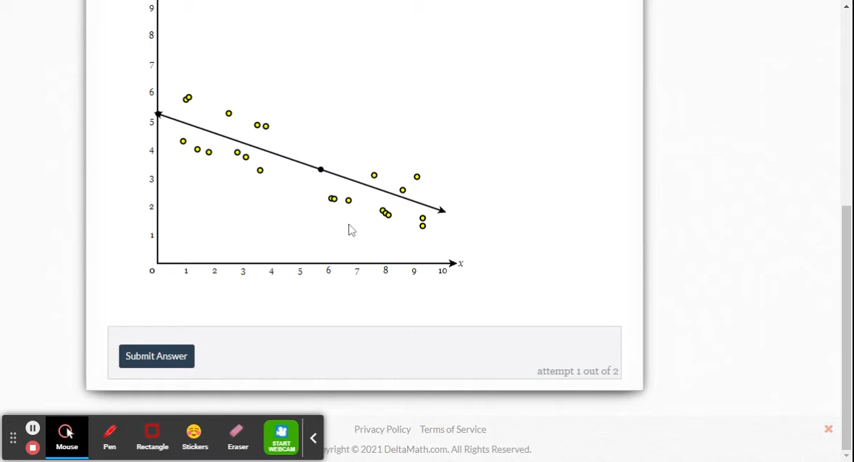 9
8
7
6
5
4
3
2
1
0 1 2 3 4 5 6 7 8 9 10 x
Submit Answer
attempt 1 out of 2
Mouse Pen Rectangle Stickers Eraser START WEBCAM
Privacy Policy Terms of Service
pyright © 2021 DeltaMath.com. All Rights Reserved.